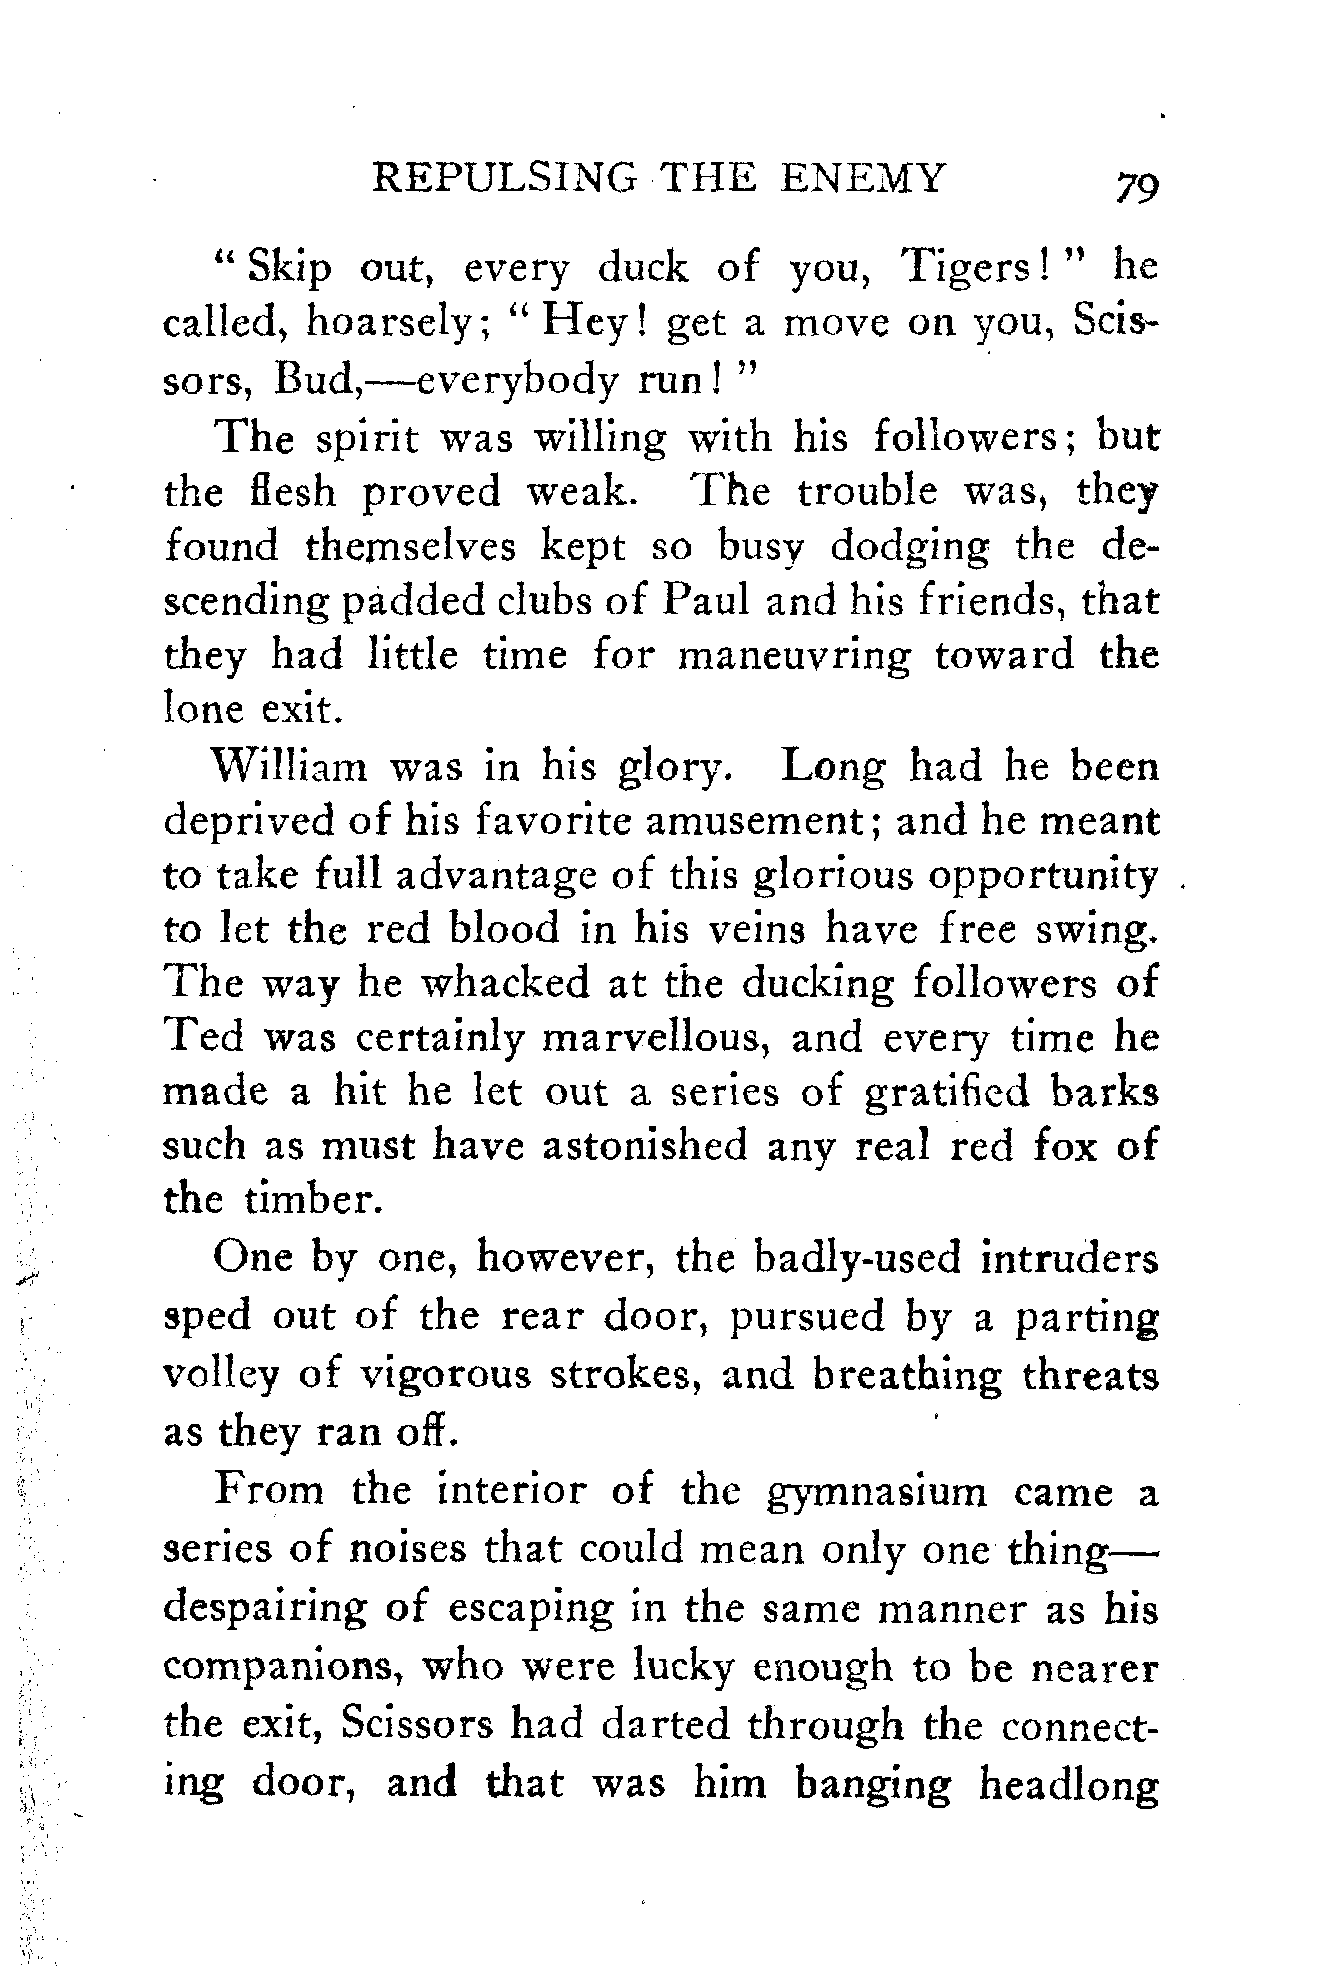 REPULSING THE ENEMY 79
" Skip out, every duck of you, Tigers! " he
called, hoarsely; " Hey! get a move on you, Scis-
sors, Bud,—everybody run! "
The spirit was willing with his followers; but
the flesh proved weak. The trouble was, they
found themselves kept so busy dodging the de-
scending padded clubs of Paul and his friends, that
they had little time for maneuvring toward the
lone exit.
William was in his glory. Long had he been
deprived of his favorite amusement; and he meant
to take full advantage of this glorious opportunity
to let the red blood in his veins have free swing.
The way he whacked at the ducking followers of
Ted was certainly marvellous, and every time he
made a hit he let out a series of gratified barks
such as must have astonished any real red fox of
the timber.
One by one, however, the badly-used intruders
sped out of the rear door, pursued by a parting
volley of vigorous strokes, and breathing threats
as they ran off.
From the interior of the gymnasium came a
series of noises that could mean only one thing—
despairing of escaping in the same manner as his
companions, who were lucky enough to be nearer
the exit, Scissors had darted through the connect-
ing door, and that was him banging headlong